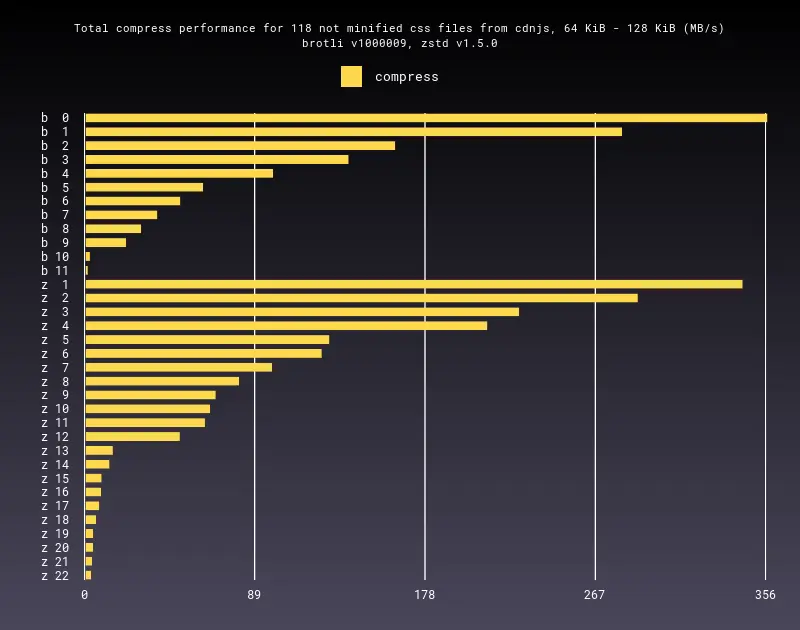 Total compress performance for 118 not minified css files from cdnjs, 64 KiB - 128 KiB (MB/s)
brotli v1000009, zstd v1.5.0
compress
b  0
b  1
b  2
b  3
b  4
b  5
b  6
b  7
b  8
b  9
b 10
b 11
z  1
z  2
z  3
z  4
z  5
z  6
z  7
z  8
z  9
z 10
z 11
z 12
z 13
z 14
z 15
z 16
z 17
z 18
z 19
z 20
z 21
z 22
0 89 178 267 356